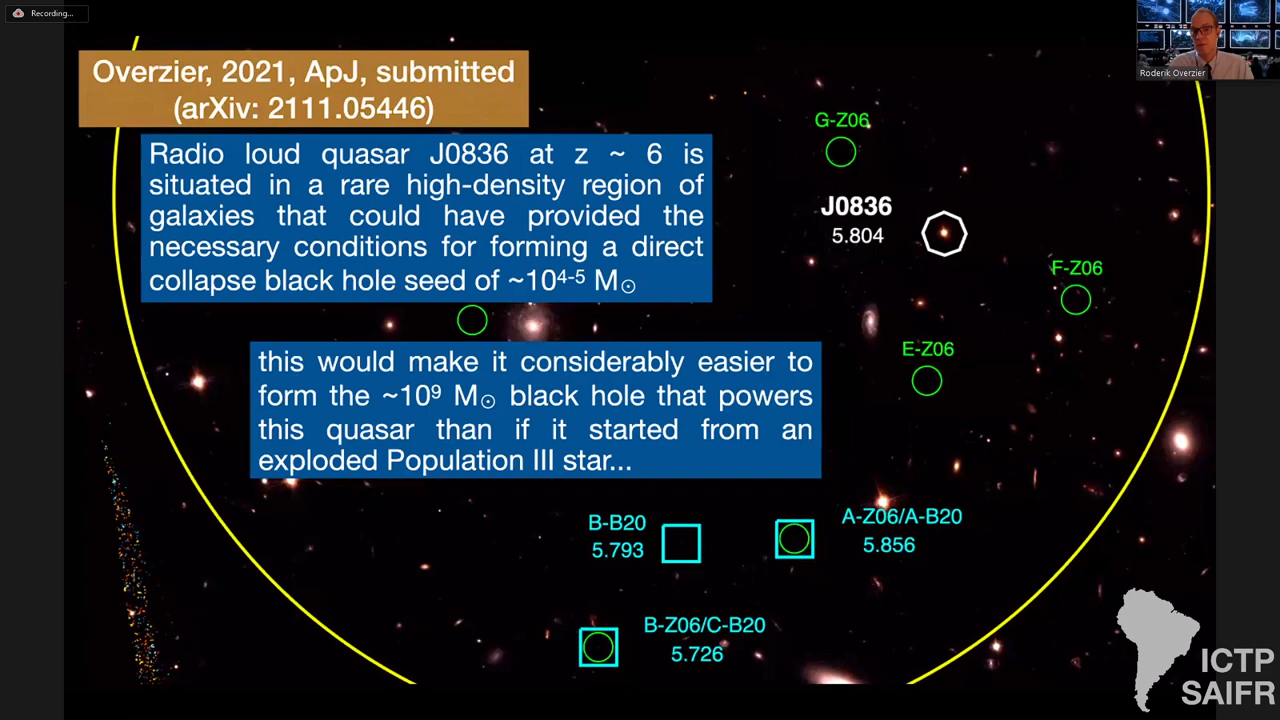 Recording...
Overzier, 2021, ApJ, submitted
(arXiv: 2111.05446)
Radio loud quasar J0836 at z ~ 6 is
situated in a rare high-density region of
galaxies that could have provided the
necessary conditions for forming a direct
collapse black hole seed of ~10⁴⁻⁵ M☉
this would make it considerably easier to
form the ~10⁹ M☉ black hole that powers
this quasar than if it started from an
exploded Population III star...
Roderik Overzier
G-Z06
J0836
5.804
F-Z06
E-Z06
B-B20
5.793
A-Z06/A-B20
5.856
B-Z06/C-B20
5.726
ICTP
SAIFR